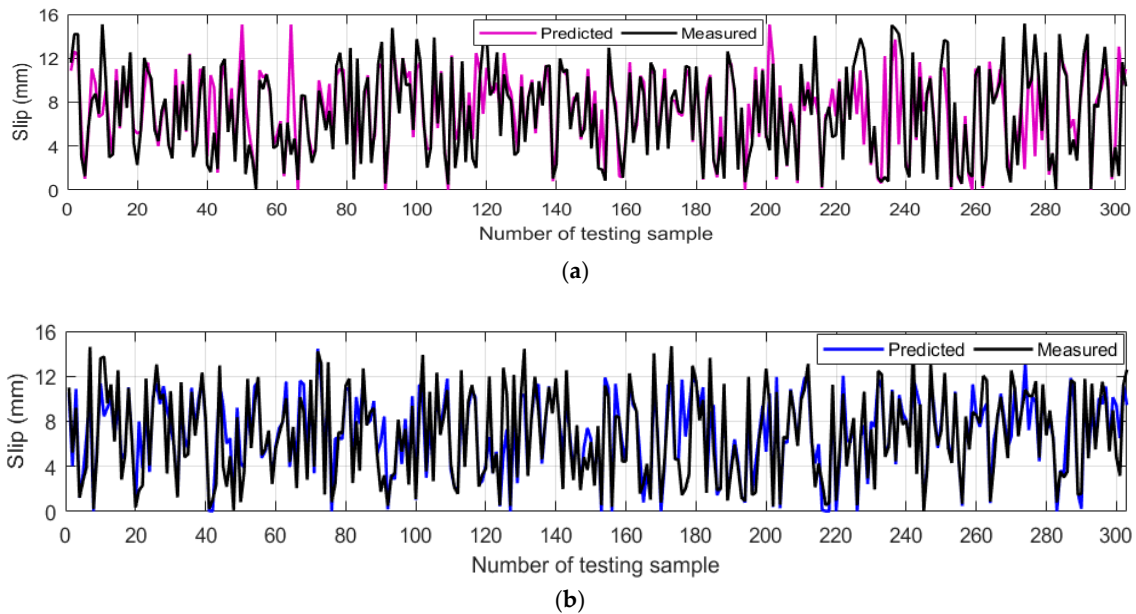 16
12
8
4
0
Slip (mm)
Predicted Measured
0 20 40 60 80 100 120 140 160 180 200 220 240 260 280 300
Number of testing sample
(a)
16
12
8
4
0
Slip (mm)
Predicted Measured
0 20 40 60 80 100 120 140 160 180 200 220 240 260 280 300
Number of testing sample
(b)